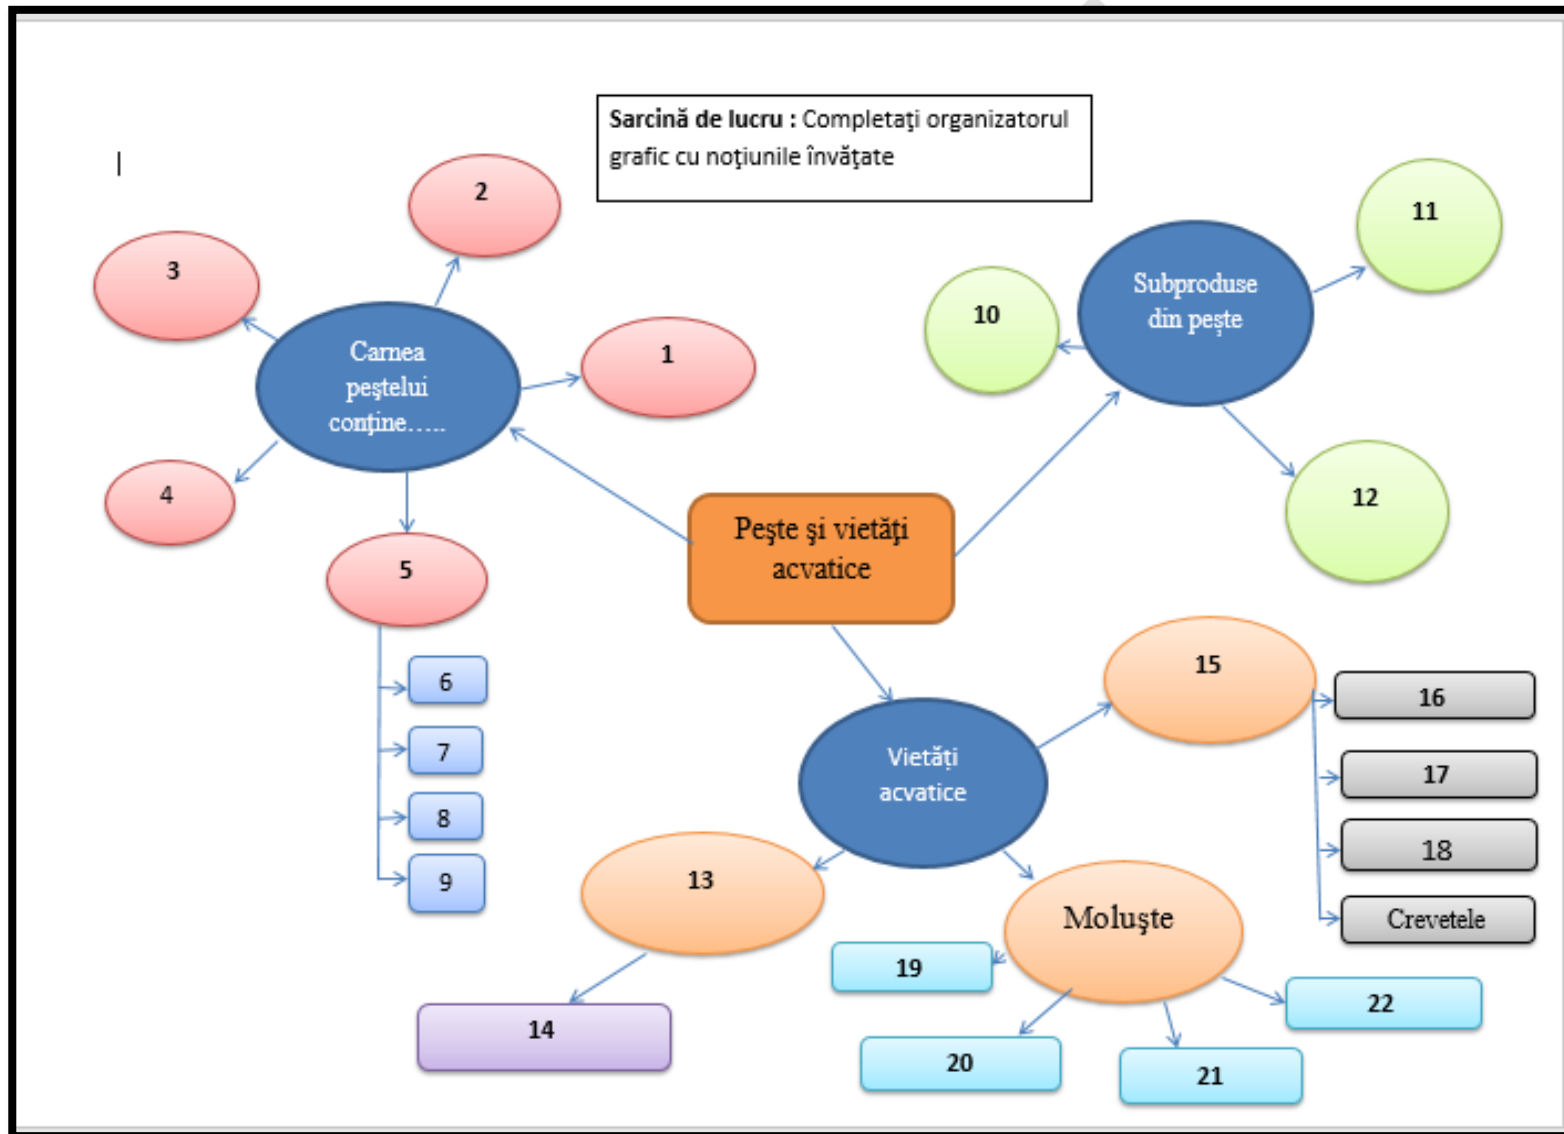 Sarcină de lucru : Completaţi organizatorul
grafic cu noţiunile învăţate
2
3
1
Carnea
peştelui
conţine…..
4
5
6
7
8
9
11
10
Subproduse
din pește
12
Peşte şi vietăţi
acvatice
15
16
17
18
Crevetele
Vietăți
acvatice
13
14
Moluşte
19
20
21
22